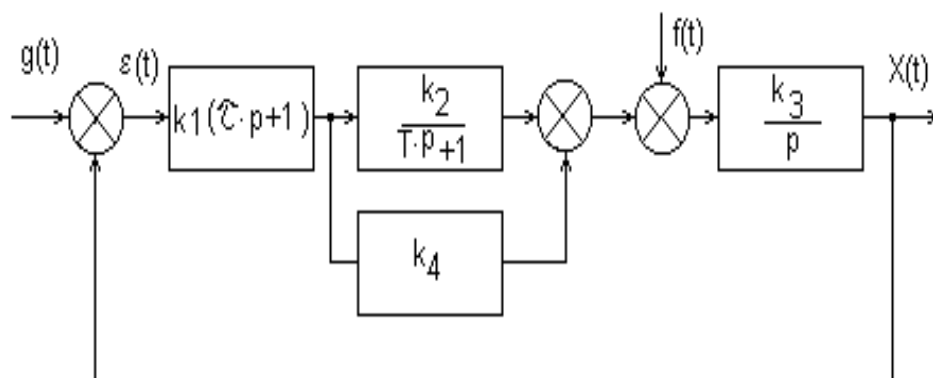 g(t)
ε(t)
k1(τ·p+1)
k2
T·p+1
k4
f(t)
k3
p
X(t)